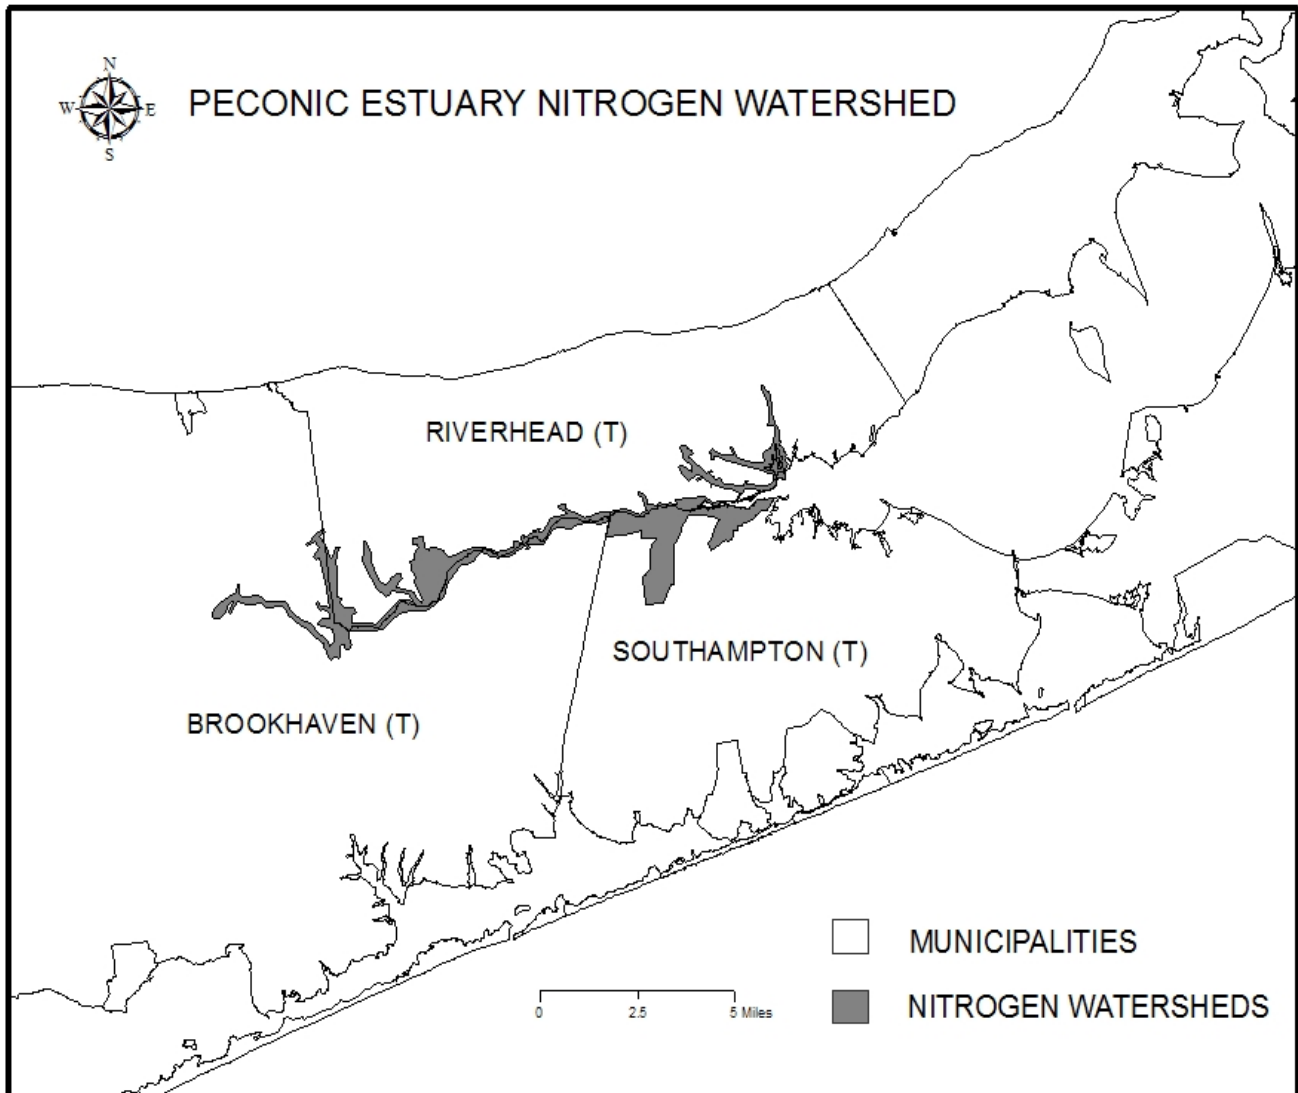 N
W E
S
PECONIC ESTUARY NITROGEN WATERSHED
RIVERHEAD (T)
SOUTHAMPTON (T)
BROOKHAVEN (T)
MUNICIPALITIES
NITROGEN WATERSHEDS
0 2.5 5 Miles